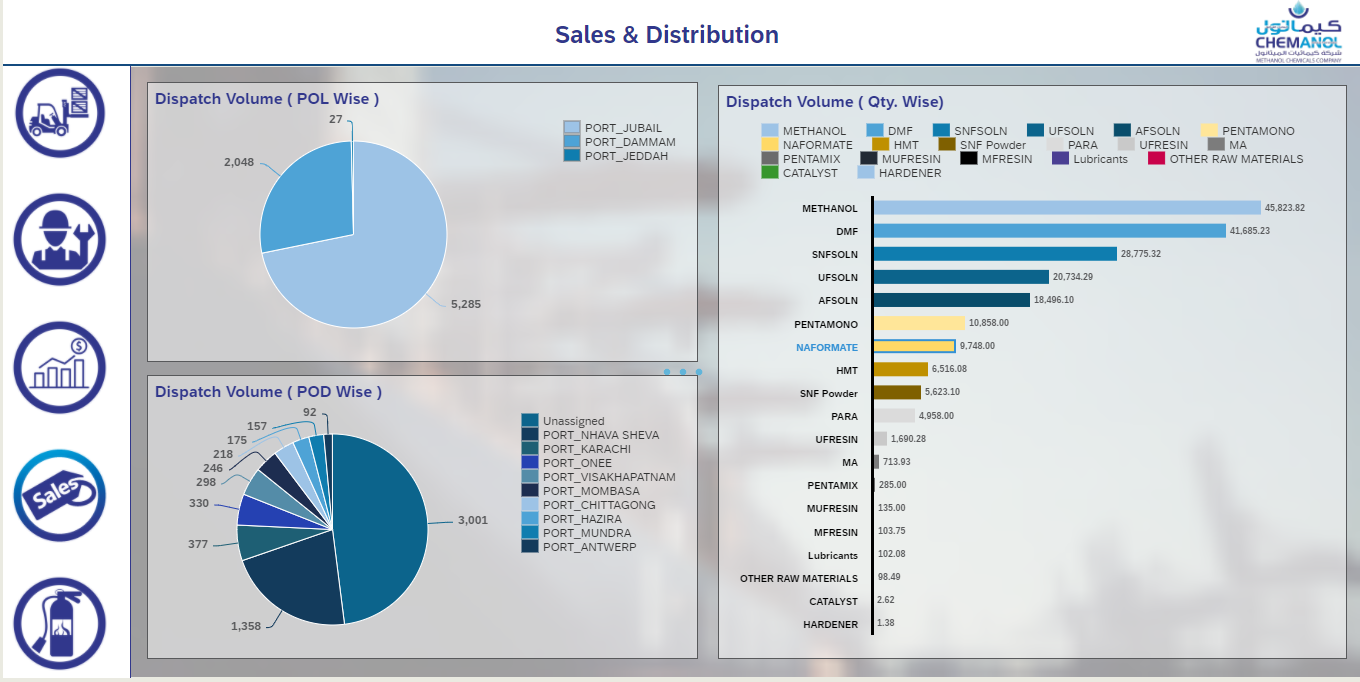 Sales & Distribution
كيمانول
CHEMANOL
شركة كيمائيات الميثانول
METHANOL CHEMICALS COMPANY
Sales
Dispatch Volume ( POL Wise )
27
2,048
5,285
PORT_JUBAIL
PORT_DAMMAM
PORT_JEDDAH
Dispatch Volume ( POD Wise )
92
157
175
218
246
298
330
377
1,358
3,001
Unassigned
PORT_NHAVA SHEVA
PORT_KARACHI
PORT_ONEE
PORT_VISAKHAPATNAM
PORT_MOMBASA
PORT_CHITTAGONG
PORT_HAZIRA
PORT_MUNDRA
PORT_ANTWERP
Dispatch Volume ( Qty. Wise)
METHANOL DMF SNFSOLN UFSOLN AFSOLN PENTAMONO
NAFORMATE HMT SNF Powder PARA UFRESIN MA
PENTAMIX MUFRESIN MFRESIN Lubricants OTHER RAW MATERIALS
CATALYST HARDENER
METHANOL 45,823.82
DMF 41,685.23
SNFSOLN 28,775.32
UFSOLN 20,734.29
AFSOLN 18,496.10
PENTAMONO 10,858.00
NAFORMATE 9,748.00
HMT 6,516.08
SNF Powder 5,623.10
PARA 4,958.00
UFRESIN 1,690.28
MA 713.93
PENTAMIX 285.00
MUFRESIN 135.00
MFRESIN 103.75
Lubricants 102.08
OTHER RAW MATERIALS 98.49
CATALYST 2.62
HARDENER 1.38